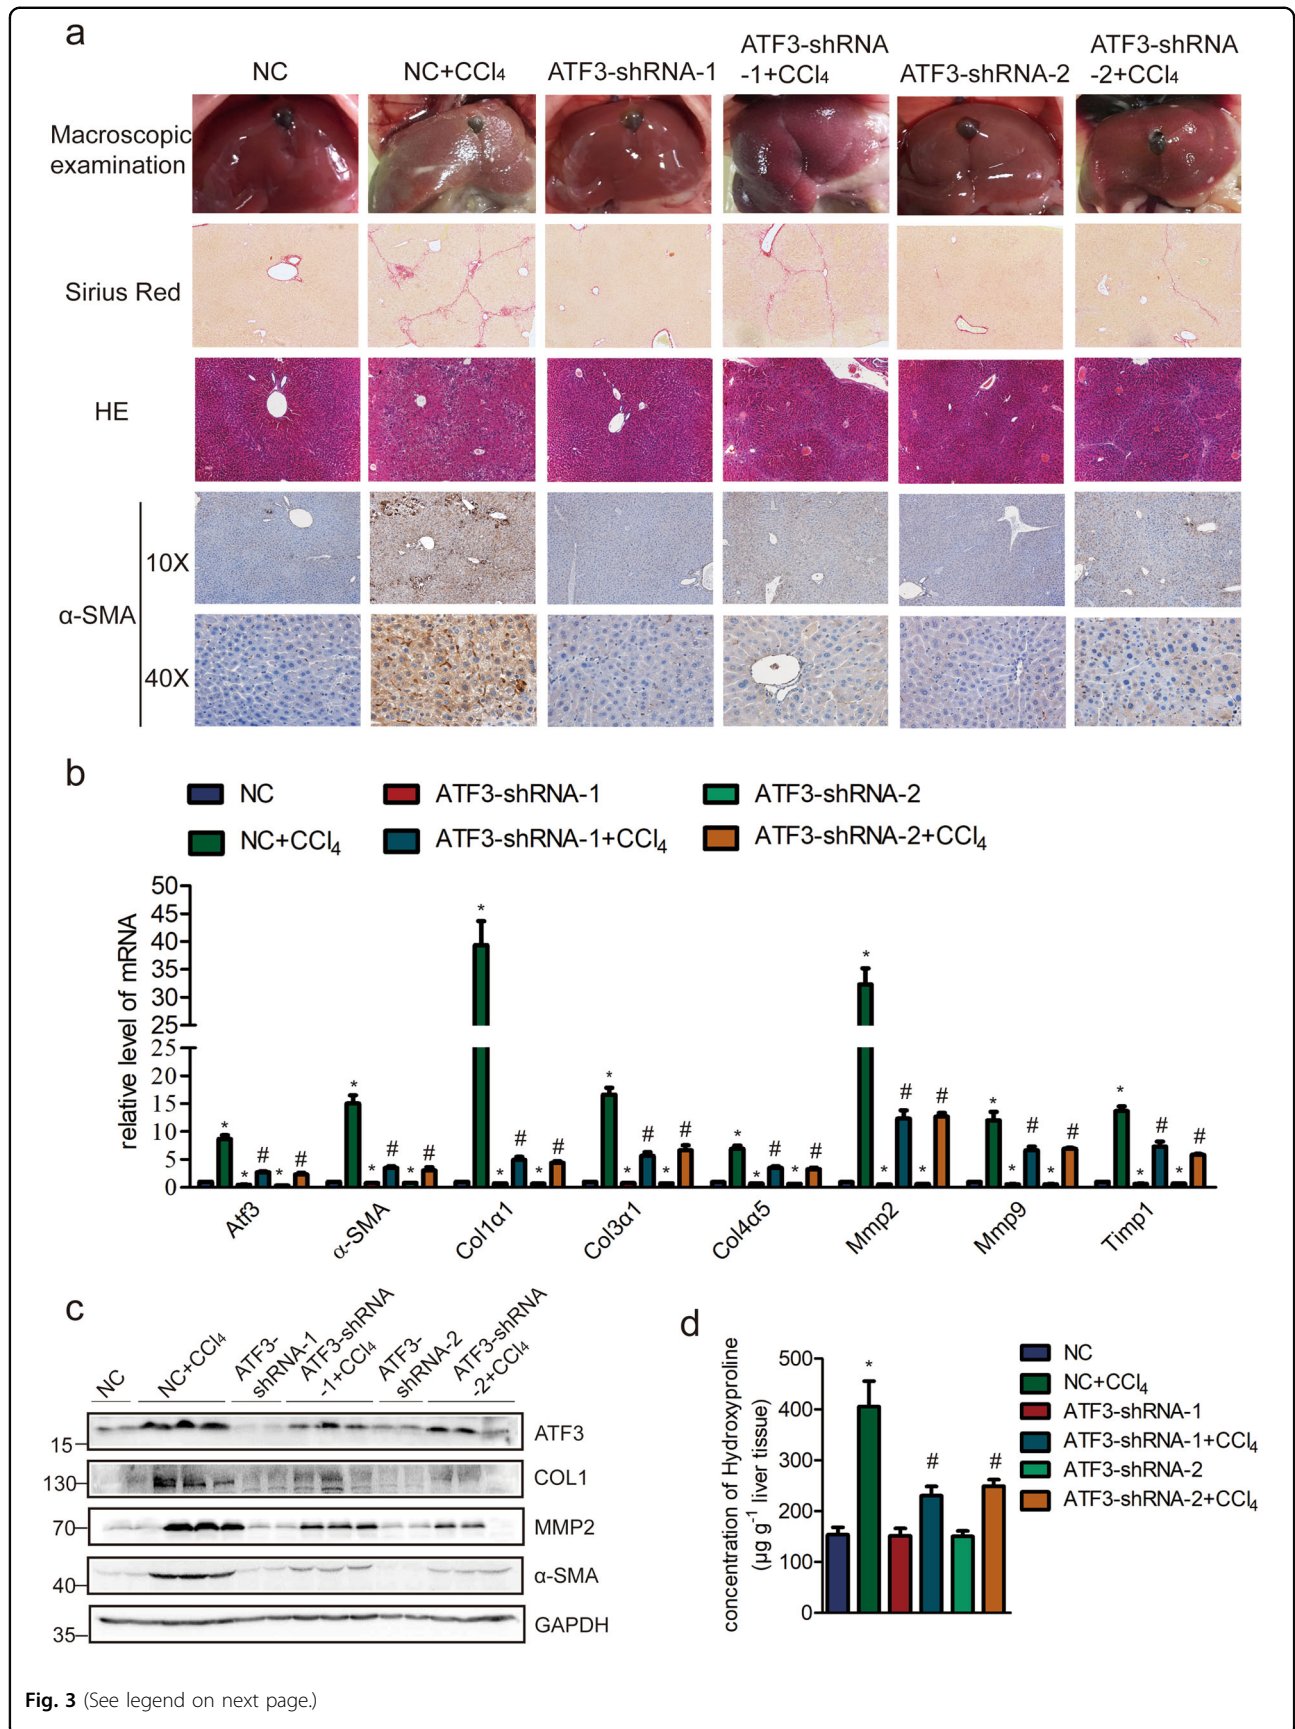 a
NC
NC+CCl4
ATF3-shRNA-1
ATF3-shRNA
-1+CCl4
ATF3-shRNA-2
ATF3-shRNA
-2+CCl4
Macroscopic
examination
Sirius Red
HE
α-SMA
10X
40X
b
NC
ATF3-shRNA-1
ATF3-shRNA-2
NC+CCl4
ATF3-shRNA-1+CCl4
ATF3-shRNA-2+CCl4
relative level of mRNA
50
45
40
35
30
25
25
20
15
10
5
0
* * # * #
* * # * #
* * # * #
* * # * #
* * # * #
* * # * #
* * # * #
* * # * #
Atf3
α-SMA
Col1α1
Col3α1
Col4α5
Mmp2
Mmp9
Timp1
c
NC
NC+CCl4
ATF3-
shRNA-1
ATF3-shRNA
-1+CCl4
ATF3-
shRNA-2
ATF3-shRNA
-2+CCl4
15
ATF3
130
COL1
70
MMP2
40
α-SMA
35
GAPDH
d
concentration of Hydroxyproline
(µg g-1 liver tissue)
500
400
300
200
100
0
* # #
NC
NC+CCl4
ATF3-shRNA-1
ATF3-shRNA-1+CCl4
ATF3-shRNA-2
ATF3-shRNA-2+CCl4
Fig. 3 (See legend on next page.)